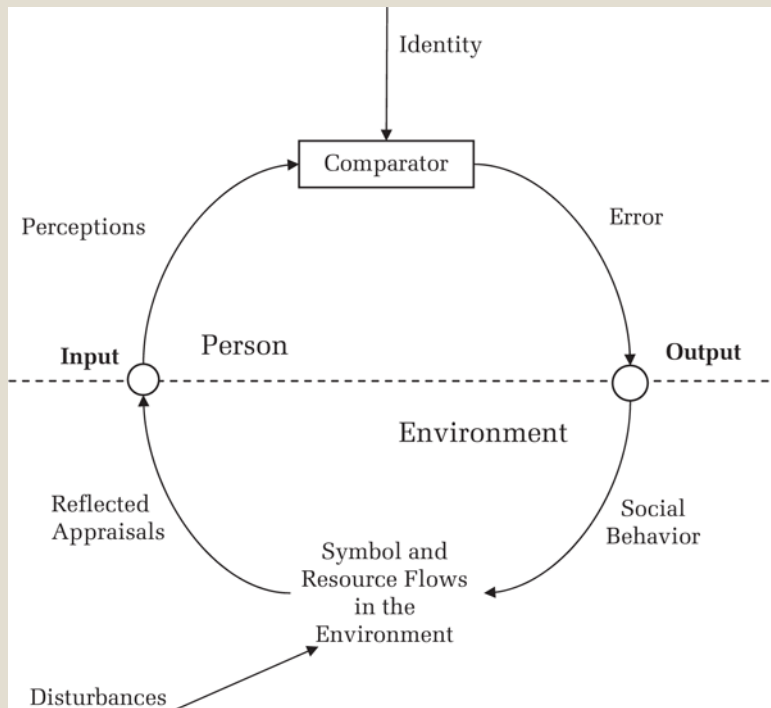 Identity
Comparator
Perceptions
Error
Input
Person
Output
Environment
Reflected
Appraisals
Social
Behavior
Symbol and
Resource Flows
in the
Environment
Disturbances